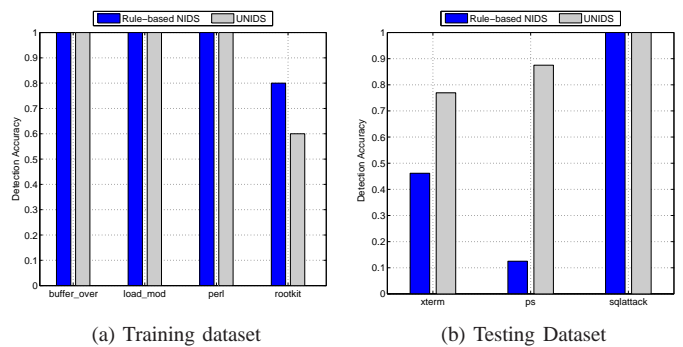 Rule−based NIDS UNIDS
Detection Accuracy
1
0.9
0.8
0.7
0.6
0.5
0.4
0.3
0.2
0.1
0
buffer_over load_mod perl rootkit
(a) Training dataset
Rule−based NIDS UNIDS
Detection Accuracy
1
0.9
0.8
0.7
0.6
0.5
0.4
0.3
0.2
0.1
0
xterm ps sqlattack
(b) Testing Dataset